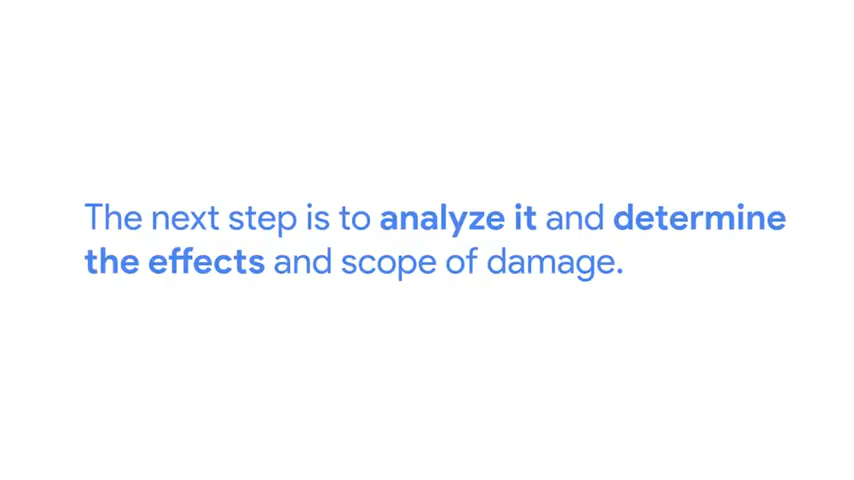 The next step is to analyze it and determine
the effects and scope of damage.